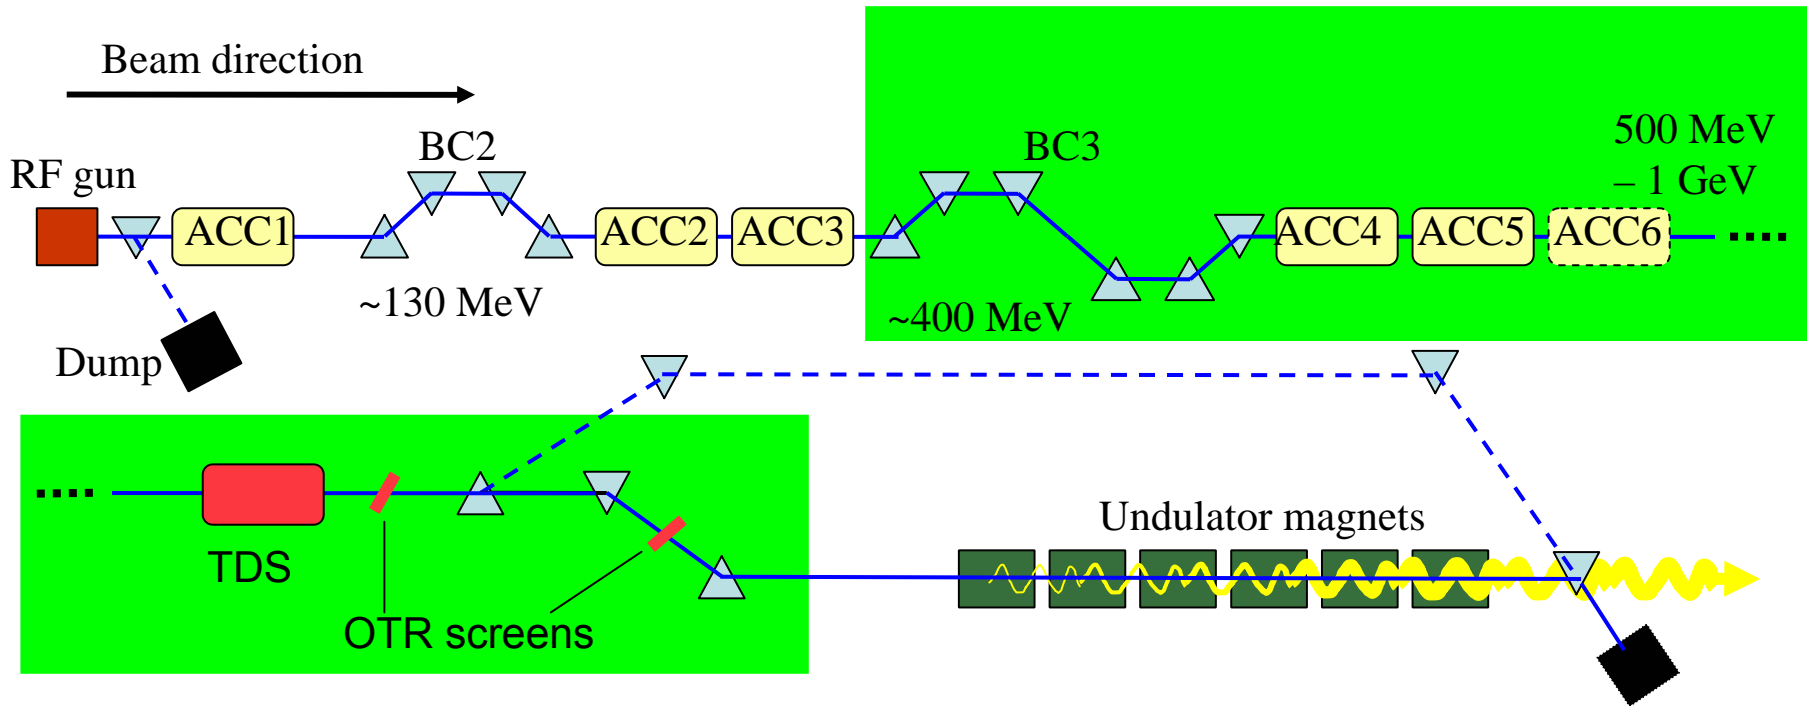 Beam direction
BC2
BC3
500 MeV
– 1 GeV
RF gun
ACC1
ACC2
ACC3
ACC4
ACC5
ACC6
~130 MeV
~400 MeV
Dump
Undulator magnets
TDS
OTR screens